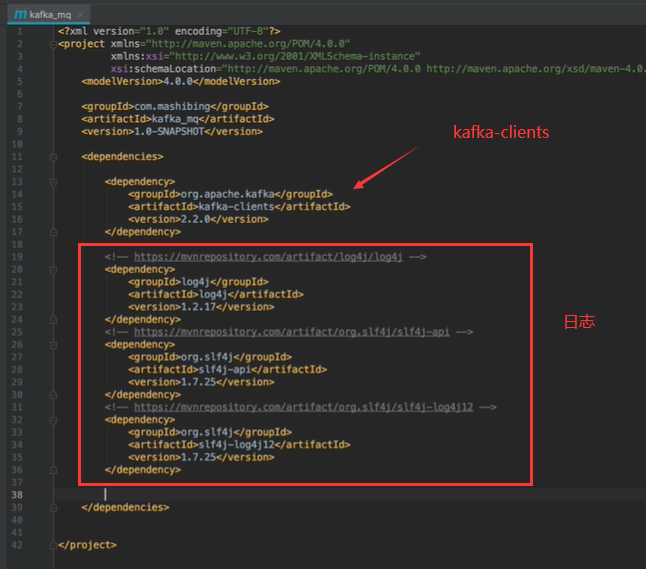 m kafka_mq
1 <?xml version="1.0" encoding="UTF-8"?>
2 <project xmlns="http://maven.apache.org/POM/4.0.0"
3 xmlns:xsi="http://www.w3.org/2001/XMLSchema-instance"
4 xsi:schemaLocation="http://maven.apache.org/POM/4.0.0 http://maven.apache.org/xsd/maven-4.0.
5 <modelVersion>4.0.0</modelVersion>
6
7 <groupId>com.mashibing</groupId>
8 <artifactId>kafka_mq</artifactId>
9 <version>1.0-SNAPSHOT</version>
10
kafka-clients
11 <dependencies>
12
13 <dependency>
14 <groupId>org.apache.kafka</groupId>
15 <artifactId>kafka-clients</artifactId>
16 <version>2.2.0</version>
17 </dependency>
18
19 <!-- https://mvnrepository.com/artifact/log4j/log4j -->
20 <dependency>
21 <groupId>log4j</groupId>
22 <artifactId>log4j</artifactId>
23 <version>1.2.17</version>
24 </dependency>
日志
25 <!-- https://mvnrepository.com/artifact/org.slf4j/slf4j-api -->
26 <dependency>
27 <groupId>org.slf4j</groupId>
28 <artifactId>slf4j-api</artifactId>
29 <version>1.7.25</version>
30 </dependency>
31 <!-- https://mvnrepository.com/artifact/org.slf4j/slf4j-log4j12 -->
32 <dependency>
33 <groupId>org.slf4j</groupId>
34 <artifactId>slf4j-log4j12</artifactId>
35 <version>1.7.25</version>
36 </dependency>
37
38
39 </dependencies>
40
41
42 </project>